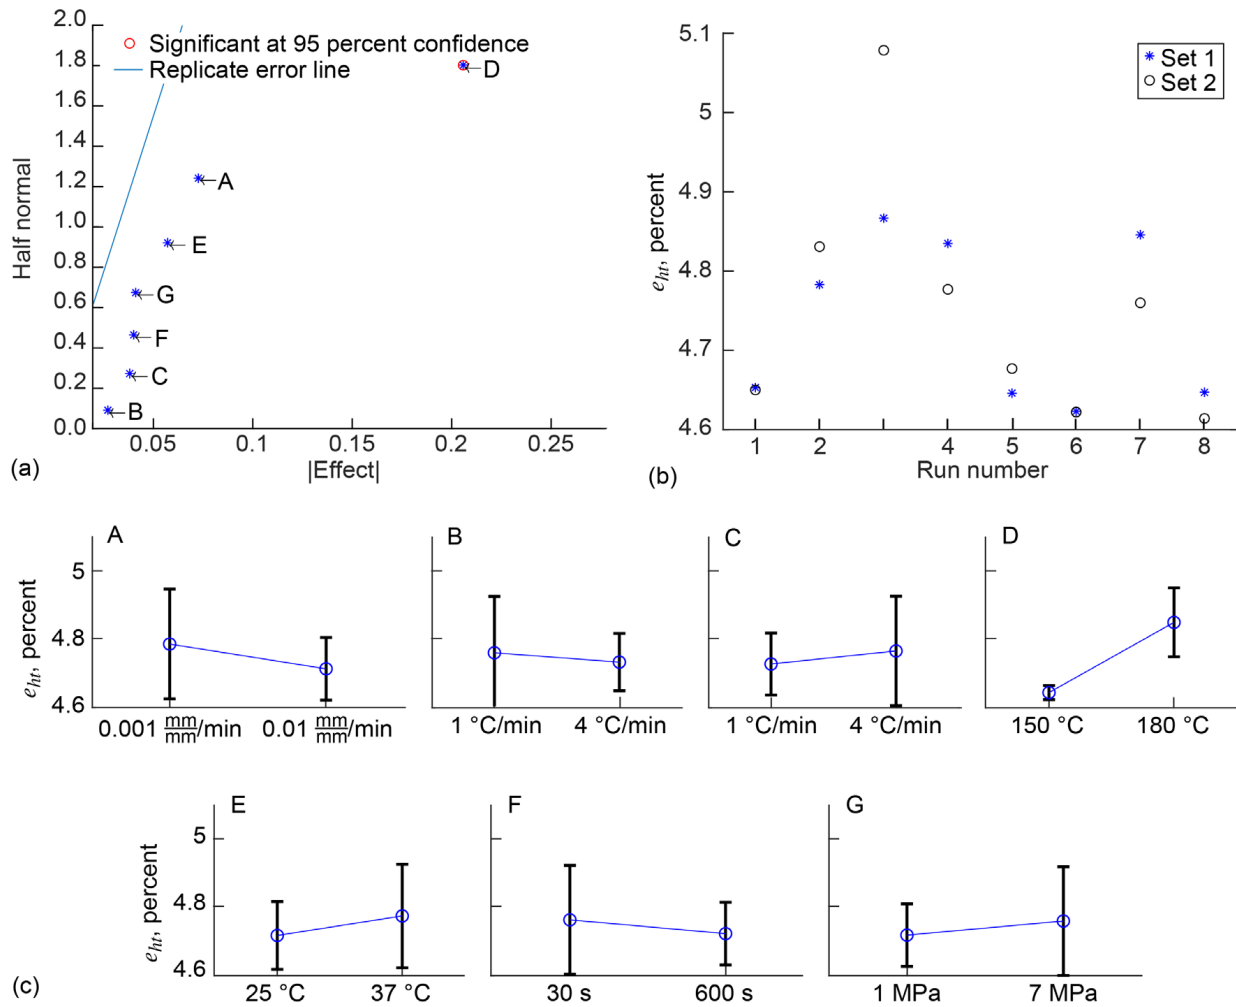 2.0
1.8
1.6
1.4
1.2
1.0
0.8
0.6
0.4
0.2
0.0
Half normal
Significant at 95 percent confidence
Replicate error line
D
A
E
G
F
C
B
0.05
0.1
0.15
0.2
0.25
|Effect|
(a)
5.1
5
4.9
4.8
4.7
4.6
e_ht, percent
Set 1
Set 2
1
2
4
5
6
7
8
Run number
(b)
A
5
4.8
4.6
e_ht, percent
0.001 mm/mm/min
0.01 mm/mm/min
B
1 °C/min
4 °C/min
C
1 °C/min
4 °C/min
D
150 °C
180 °C
E
5
4.8
4.6
e_ht, percent
25 °C
37 °C
F
30 s
600 s
G
1 MPa
7 MPa
(c)